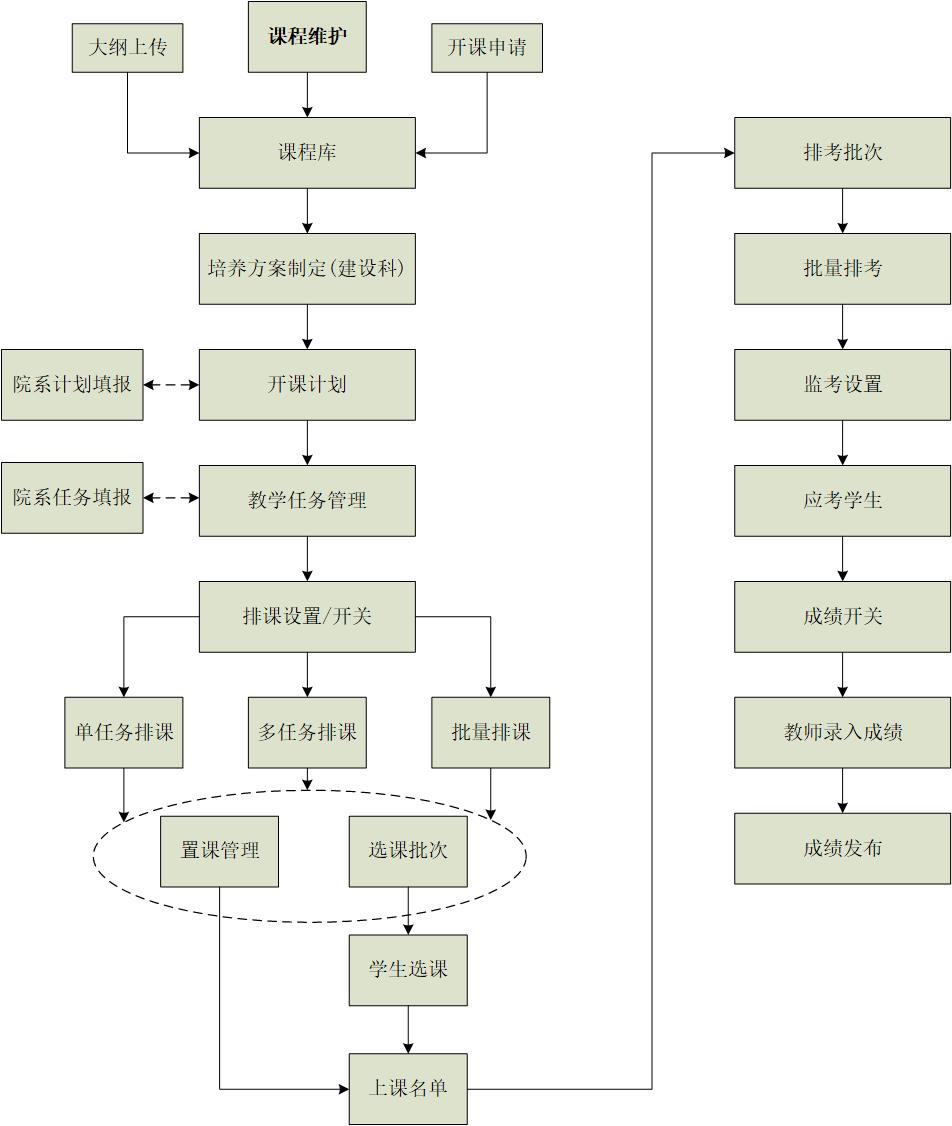 大纲上传
课程维护
开课申请
课程库
培养方案制定(建设科)
院系计划填报
开课计划
院系任务填报
教学任务管理
排课设置/开关
单任务排课
多任务排课
批量排课
置课管理
选课批次
学生选课
上课名单
排考批次
批量排考
监考设置
应考学生
成绩开关
教师录入成绩
成绩发布